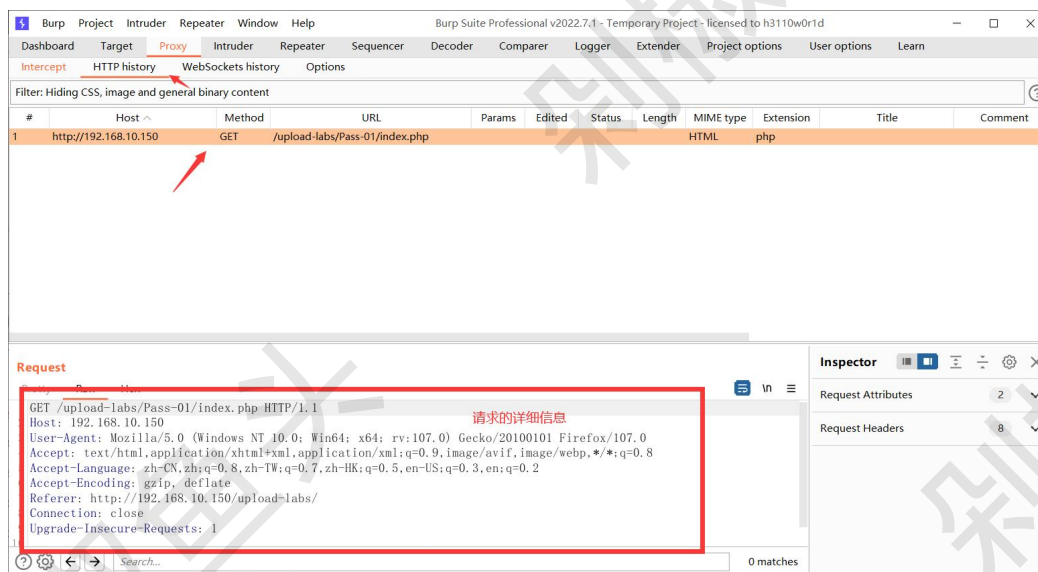 Burp Project Intruder Repeater Window Help Burp Suite Professional v2022.7.1 - Temporary Project - licensed to h3110w0r1d
Dashboard Target Proxy Intruder Repeater Sequencer Decoder Comparer Logger Extender Project options User options Learn
Intercept HTTP history WebSockets history Options
Filter: Hiding CSS, image and general binary content
# Host Method URL Params Edited Status Length MIME type Extension Title Comment
1 http://192.168.10.150 GET /upload-labs/Pass-01/index.php HTML php
Request
Inspector
\n
Request Attributes 2
Request Headers 8
请求的详细信息
GET /upload-labs/Pass-01/index.php HTTP/1.1
Host: 192.168.10.150
User-Agent: Mozilla/5.0 (Windows NT 10.0; Win64; x64; rv:107.0) Gecko/20100101 Firefox/107.0
Accept: text/html,application/xhtml+xml,application/xml;q=0.9,image/avif,image/webp,*/*;q=0.8
Accept-Language: zh-CN,zh;q=0.8,zh-TW;q=0.7,zh-HK;q=0.5,en-US;q=0.3,en;q=0.2
Accept-Encoding: gzip, deflate
Referer: http://192.168.10.150/upload-labs/
Connection: close
Upgrade-Insecure-Requests: 1
Search... 0 matches